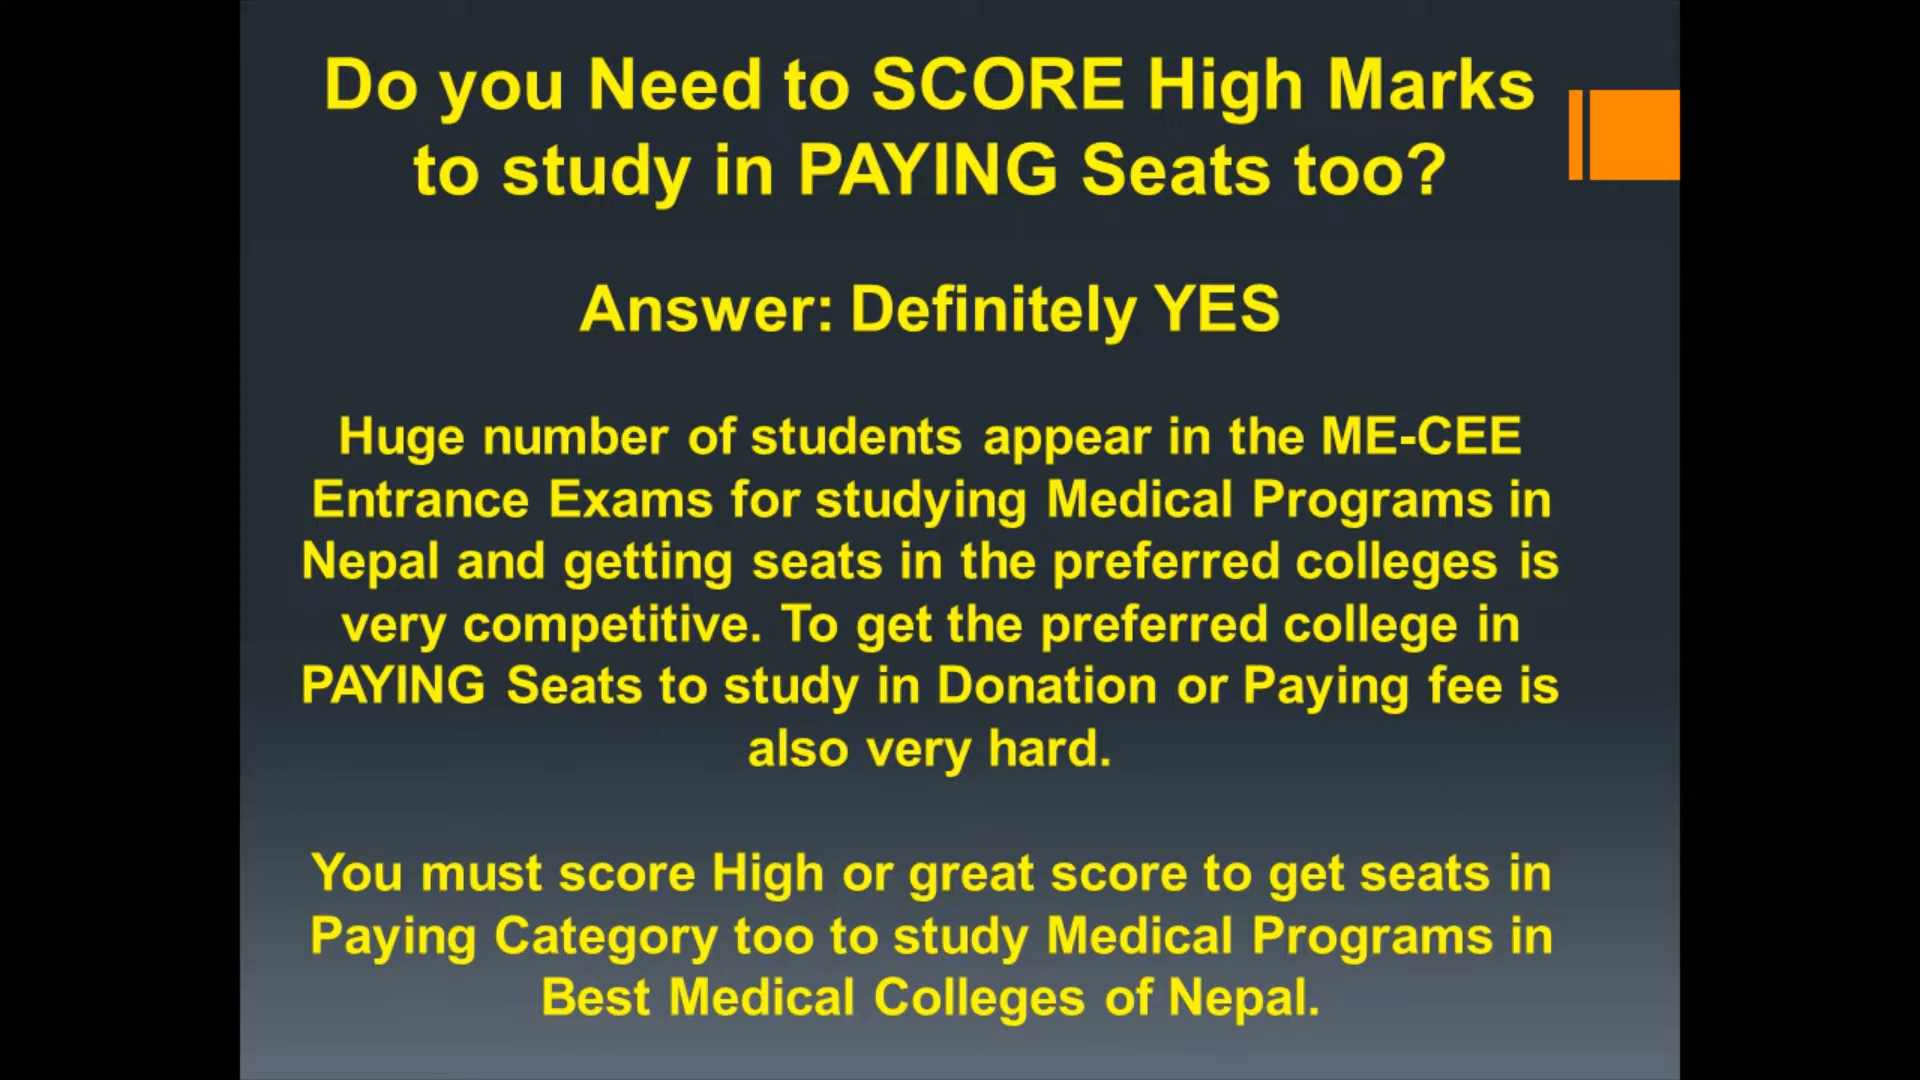 Do you Need to SCORE High Marks
to study in PAYING Seats too?
Answer: Definitely YES
Huge number of students appear in the ME-CEE
Entrance Exams for studying Medical Programs in
Nepal and getting seats in the preferred colleges is
very competitive. To get the preferred college in
PAYING Seats to study in Donation or Paying fee is
also very hard.
You must score High or great score to get seats in
Paying Category too to study Medical Programs in
Best Medical Colleges of Nepal.